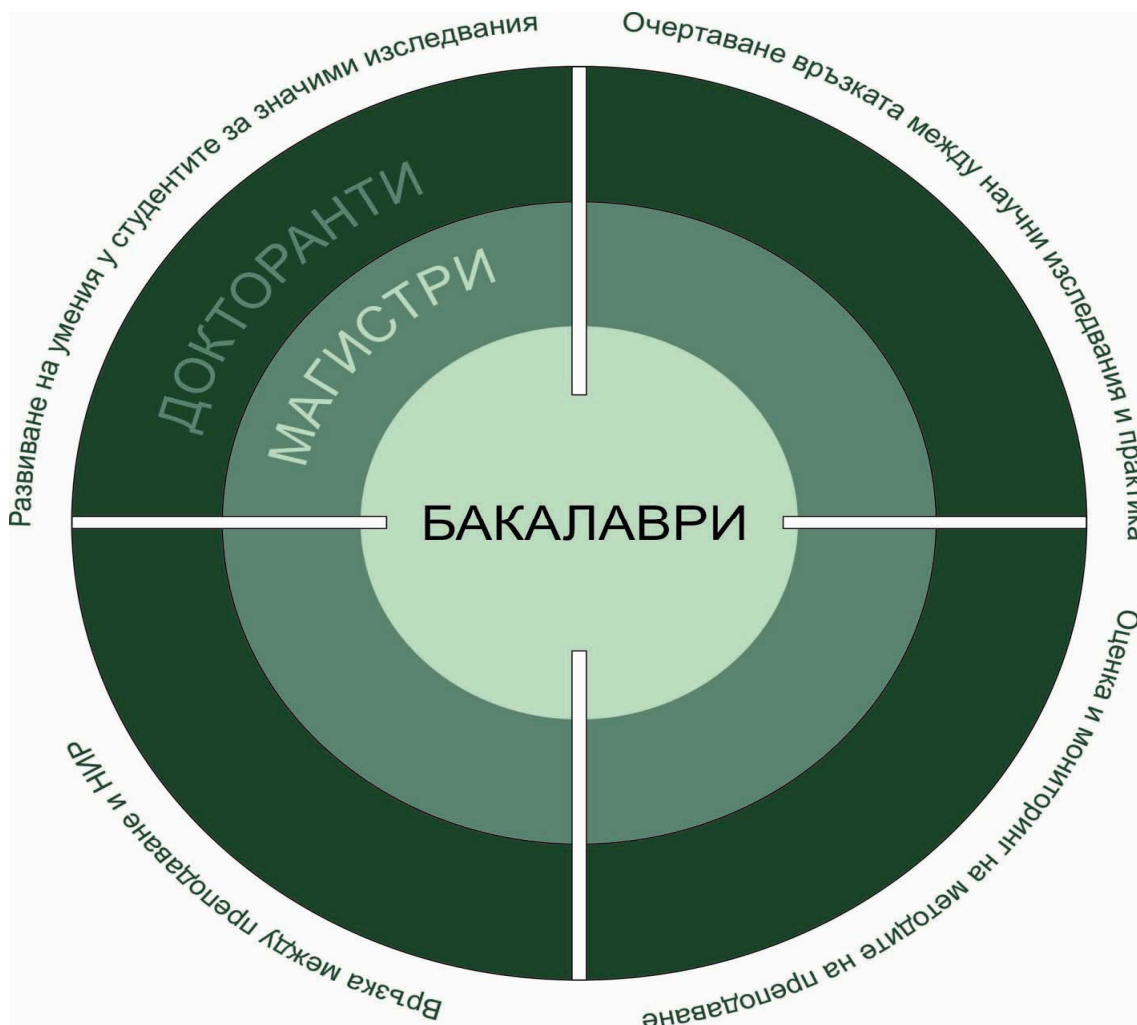 Развиване на умения у студентите за значими изследвания
Очертаване връзката между научни изследвания и практика
ДОКТОРАНТИ
МАГИСТРИ
БАКАЛАВРИ
Връзка между преподаване и НИР
Оценка и мониторинг на методите на преподаване